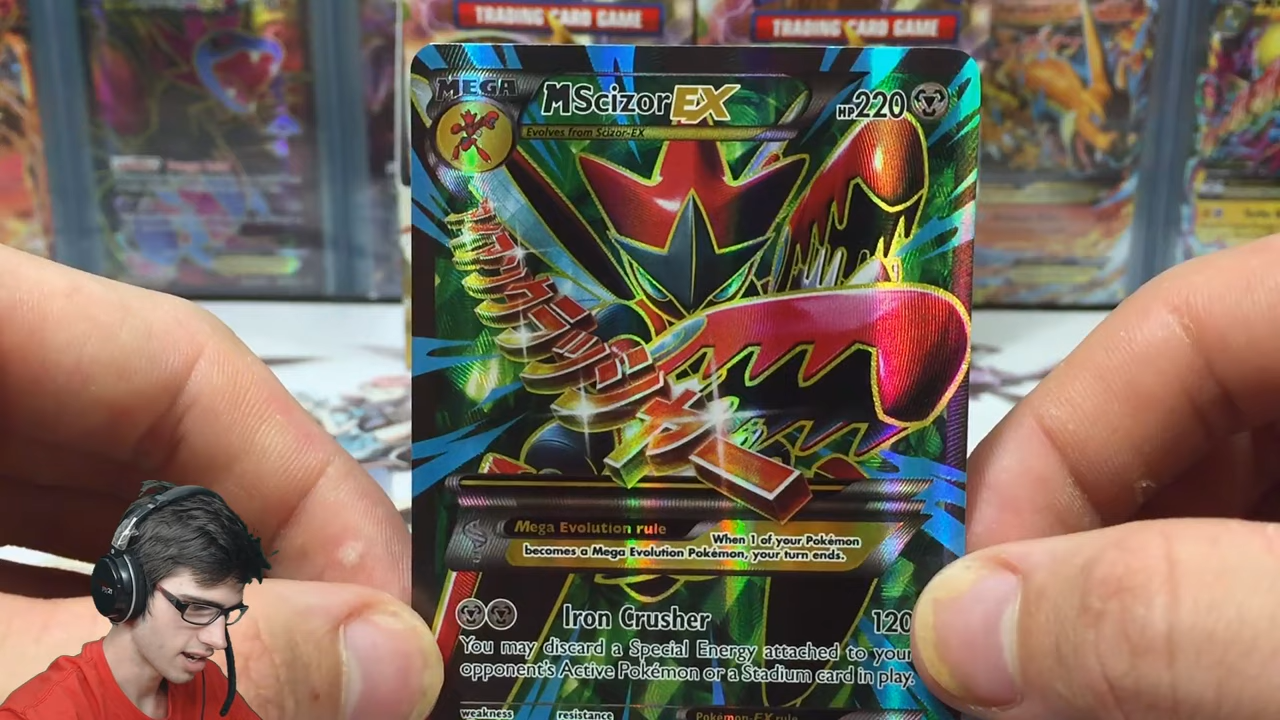 TRADING CARD GAME
TRADING CARD GAME
MEGA
M Scizor EX
HP 220
Evolves from Scizor-EX
Mega Evolution rule
When 1 of your Pokémon
becomes a Mega Evolution Pokémon, your turn ends.
Iron Crusher 120
You may discard a Special Energy attached to your
opponent's Active Pokémon or a Stadium card in play.
weakness
resistance
Pokémon-EX rule